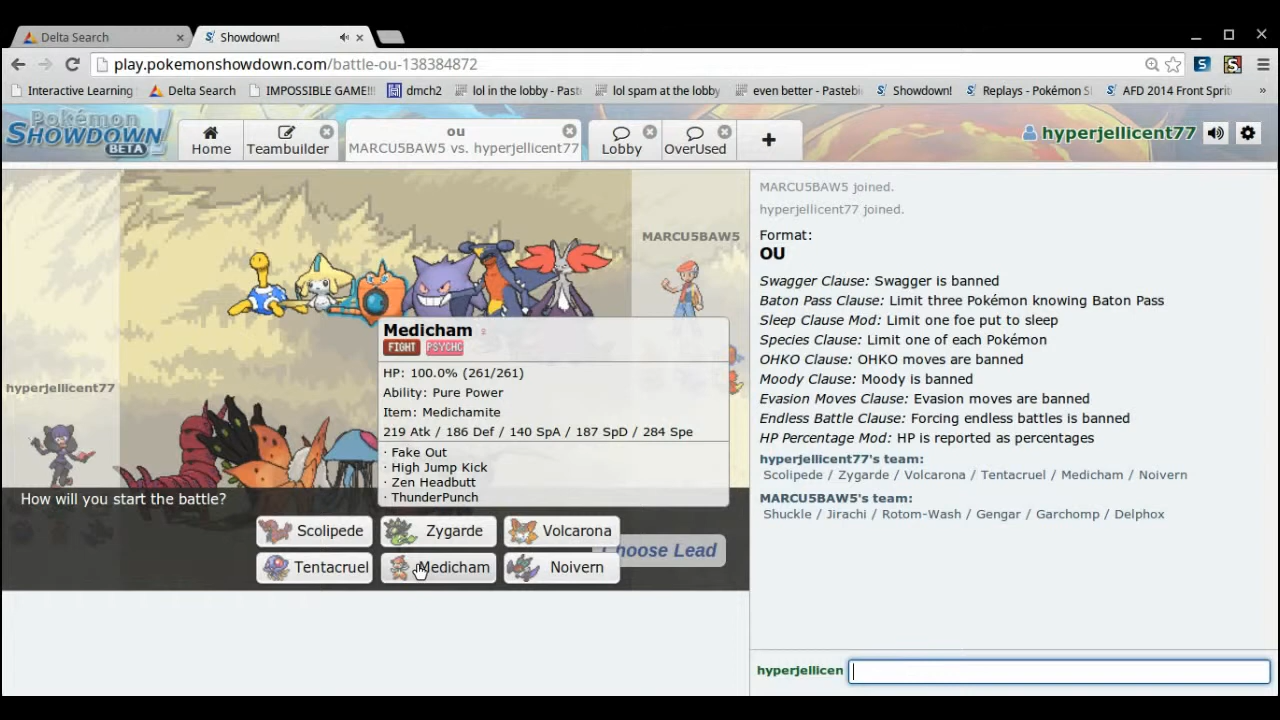 Delta Search
Showdown!
play.pokemonshowdown.com/battle-ou-138384872
Interactive Learning
Delta Search
IMPOSSIBLE GAME!!!
dmch2
lol in the lobby - Paste
lol spam at the lobby
even better - Pastebi
Showdown!
Replays - Pokémon S
AFD 2014 Front Sprit
»
Pokémon
SHOWDOWN
BETA
Home
Teambuilder
ou
MARCU5BAW5 vs. hyperjellicent77
Lobby
OverUsed
hyperjellicent77
MARCU5BAW5
hyperjellicent77
Medicham ♀
FIGHT PSYCHC
HP: 100.0% (261/261)
Ability: Pure Power
Item: Medichamite
219 Atk / 186 Def / 140 SpA / 187 SpD / 284 Spe
· Fake Out
· High Jump Kick
· Zen Headbutt
· ThunderPunch
How will you start the battle?
Scolipede
Zygarde
Volcarona
Choose Lead
Tentacruel
Medicham
Noivern
MARCU5BAW5 joined.
hyperjellicent77 joined.
Format:
OU
Swagger Clause: Swagger is banned
Baton Pass Clause: Limit three Pokémon knowing Baton Pass
Sleep Clause Mod: Limit one foe put to sleep
Species Clause: Limit one of each Pokémon
OHKO Clause: OHKO moves are banned
Moody Clause: Moody is banned
Evasion Moves Clause: Evasion moves are banned
Endless Battle Clause: Forcing endless battles is banned
HP Percentage Mod: HP is reported as percentages
hyperjellicent77's team:
Scolipede / Zygarde / Volcarona / Tentacruel / Medicham / Noivern
MARCU5BAW5's team:
Shuckle / Jirachi / Rotom-Wash / Gengar / Garchomp / Delphox
hyperjellicen